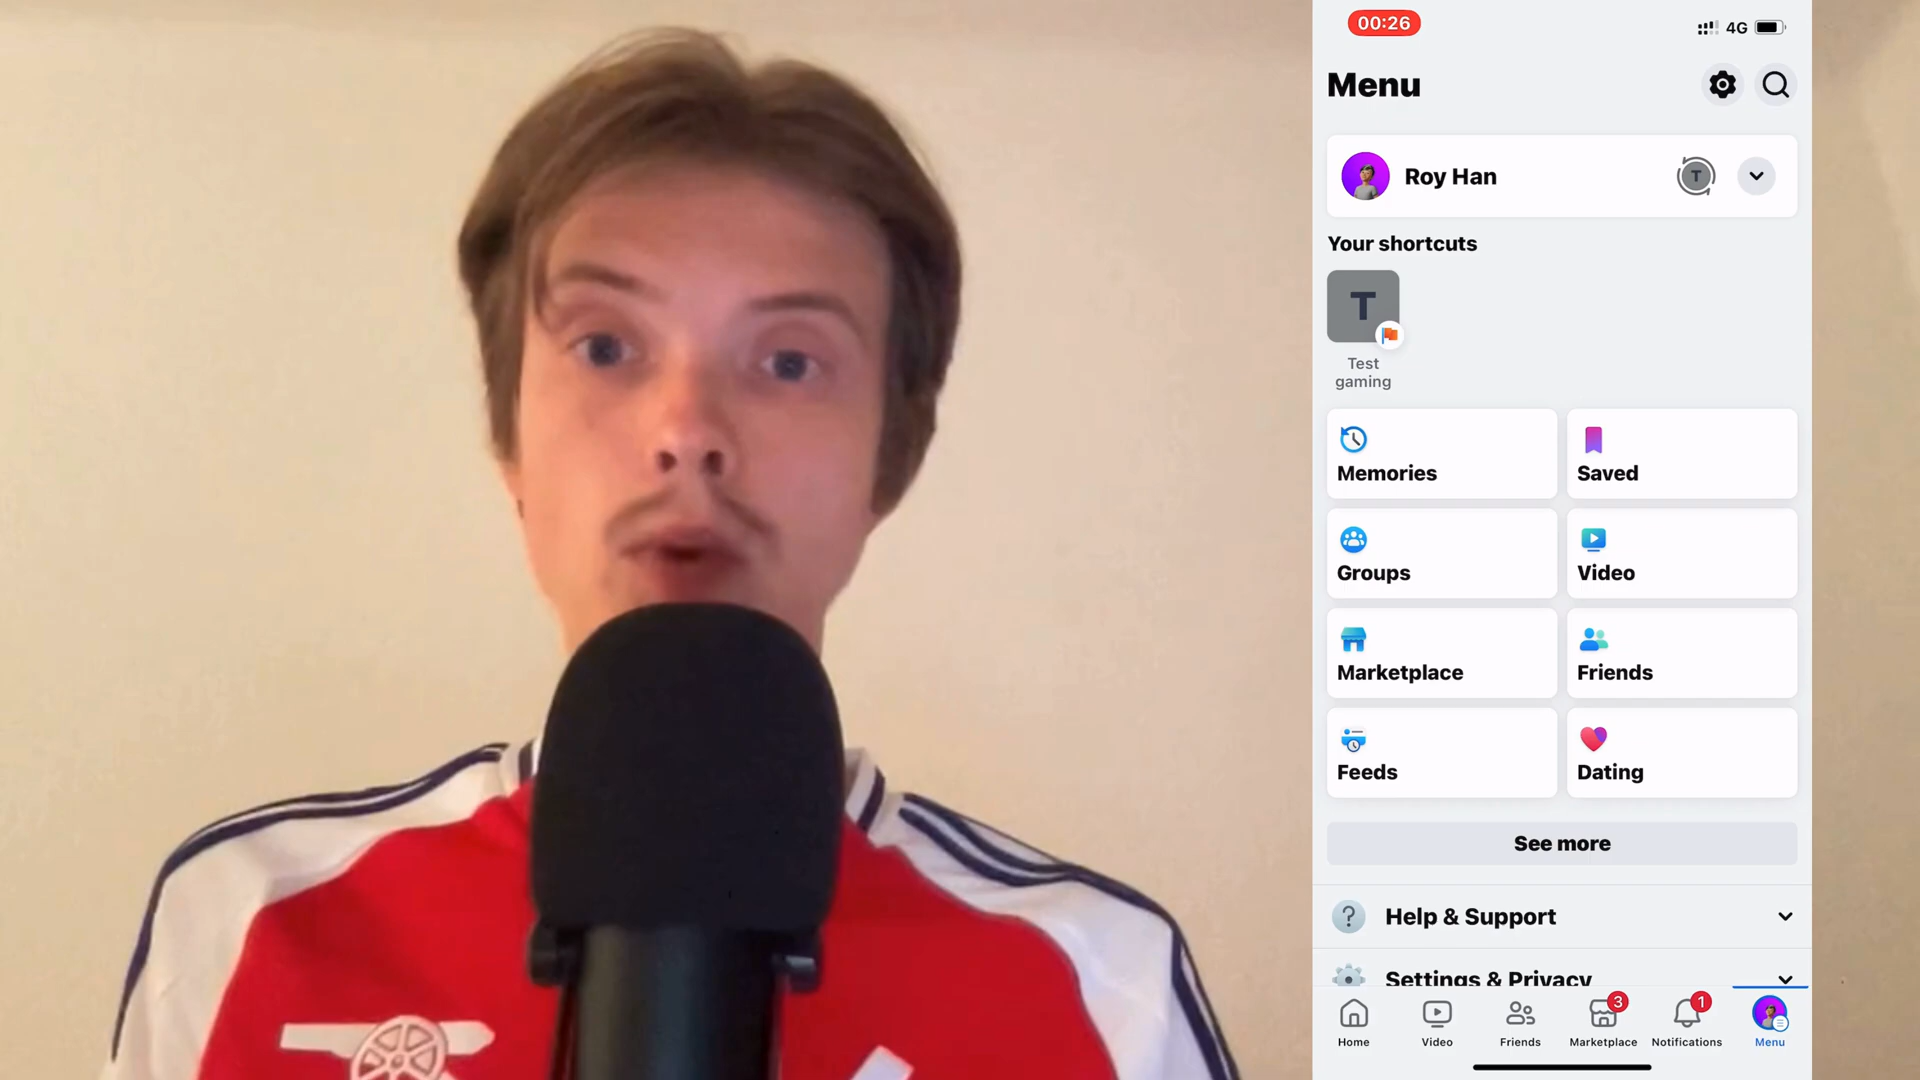 00:26
4G
Menu
Roy Han
T
Your shortcuts
T
Test
gaming
Memories
Saved
Groups
Video
Marketplace
Friends
Feeds
Dating
See more
? Help & Support
Settings & Privacy
3
1
Home
Video
Friends
Marketplace
Notifications
Menu